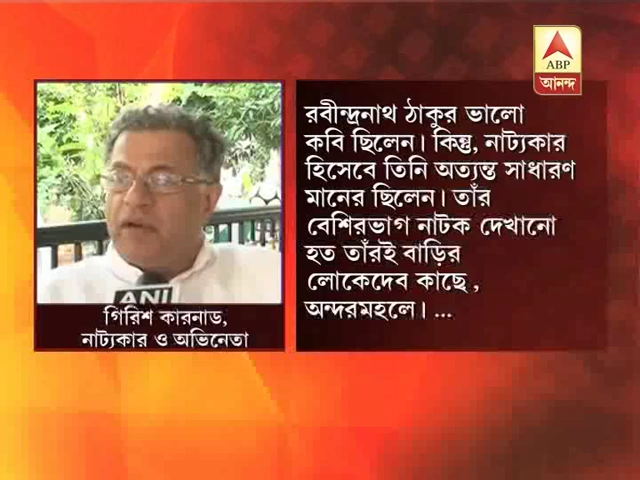 ABP
আনন্দ
রবীন্দ্রনাথ ঠাকুর ভালো
কবি ছিলেন। কিন্তু, নাট্যকার
হিসেবে তিনি অত্যন্ত সাধারণ
মানের ছিলেন। তাঁর
বেশিরভাগ নাটক দেখানো
হত তাঁরই বাড়ির
লোকেদেব কাছে ,
অন্দরমহলে। ...
ANI
গিরিশ কারনাড,
নাট্যকার ও অভিনেতা